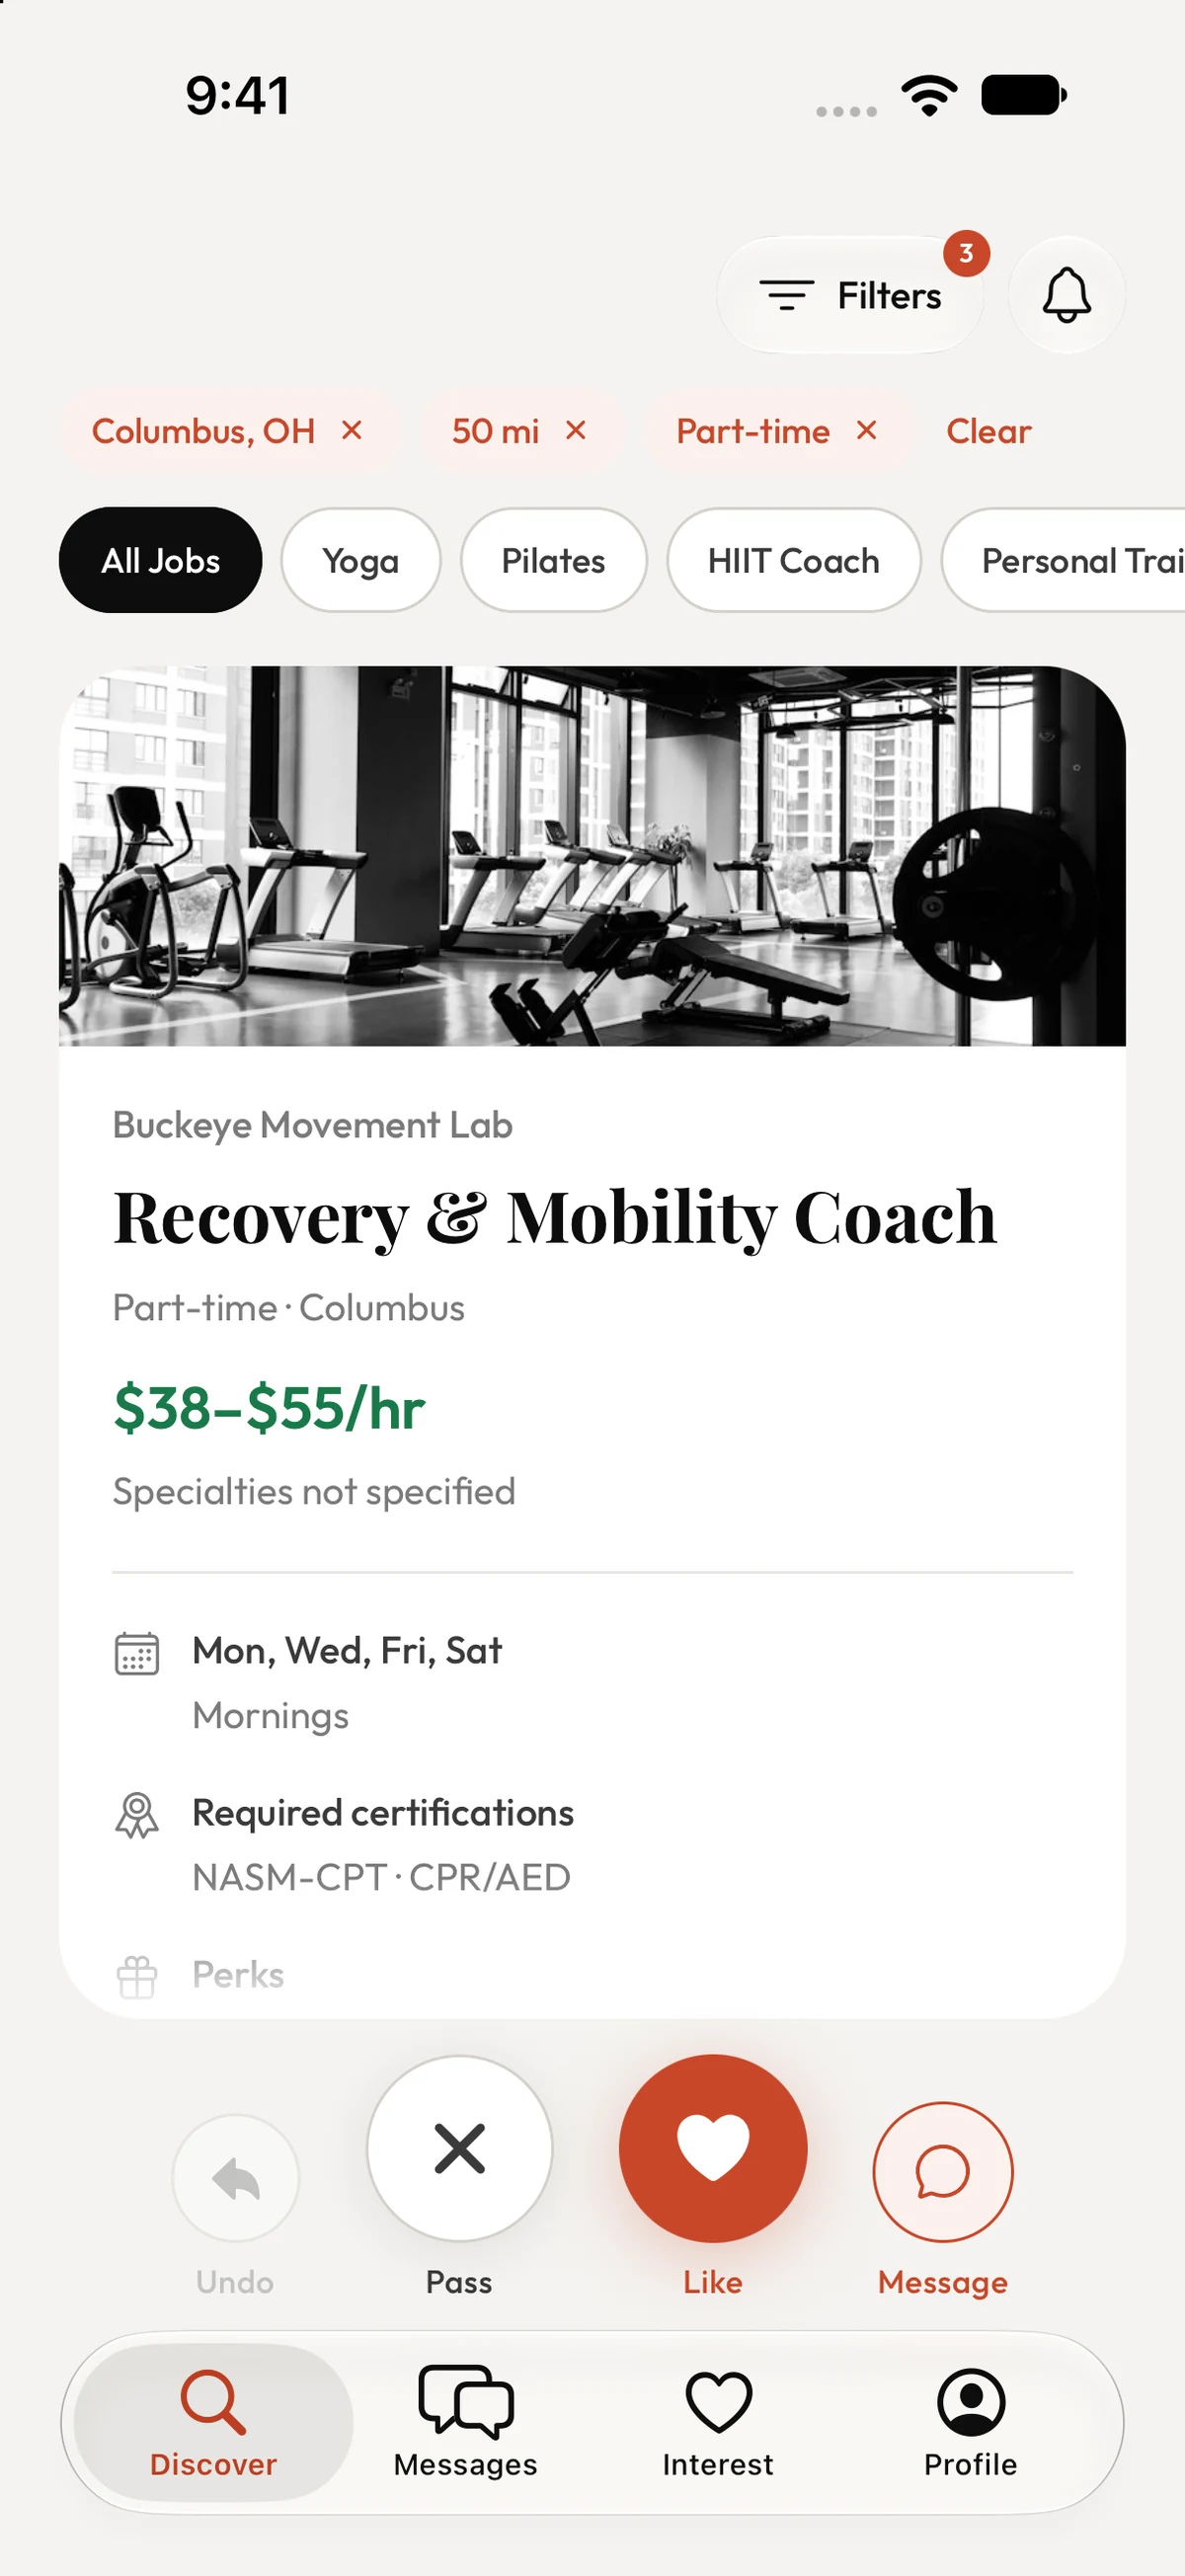 9:41
Filters
3
Columbus, OH
50 mi
Part-time
Clear
All Jobs
Yoga
Pilates
HIIT Coach
Personal Trai
Buckeye Movement Lab
Recovery & Mobility Coach
Part-time · Columbus
$38–$55/hr
Specialties not specified
Mon, Wed, Fri, Sat
Mornings
Required certifications
NASM-CPT · CPR/AED
Perks
Undo
Pass
Like
Message
Discover
Messages
Interest
Profile